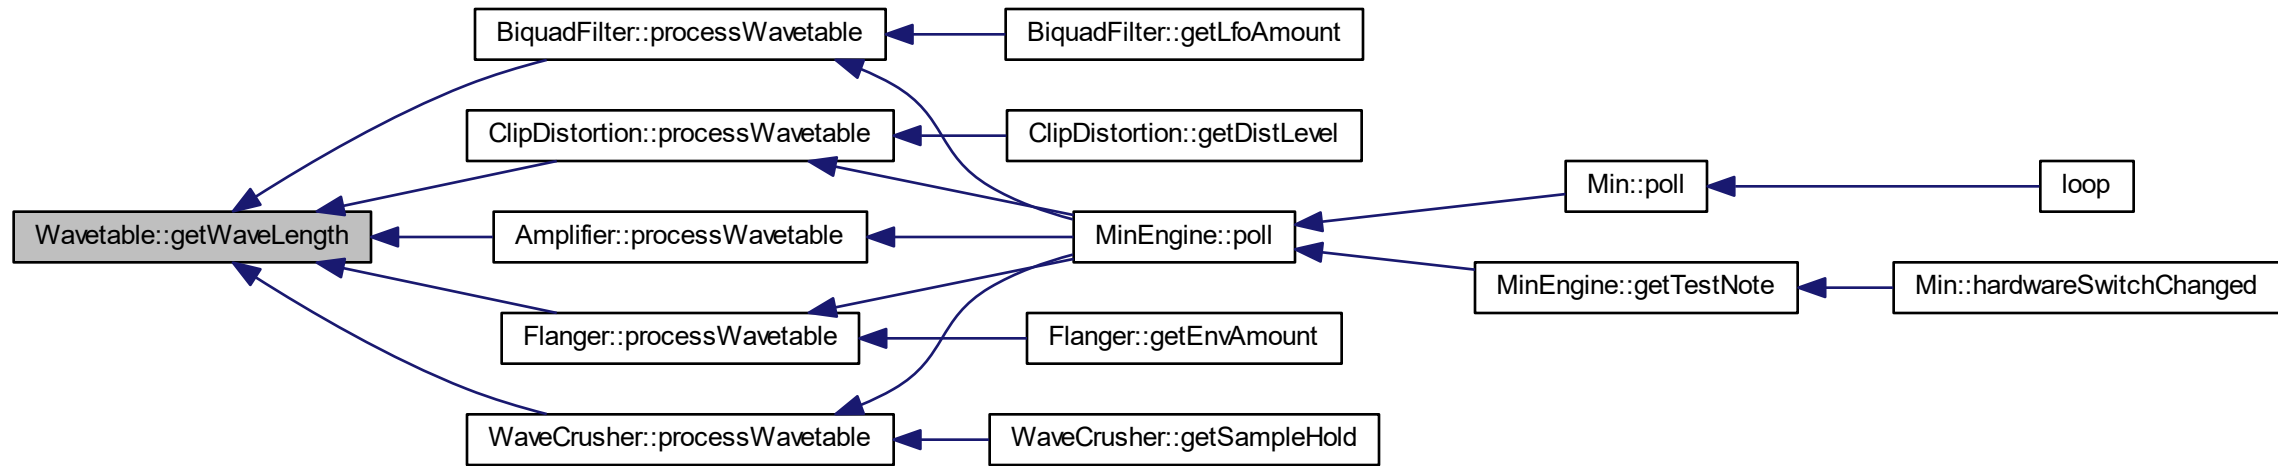 BiquadFilter::processWavetable
BiquadFilter::getLfoAmount
ClipDistortion::processWavetable
ClipDistortion::getDistLevel
Min::poll
loop
Wavetable::getWaveLength
Amplifier::processWavetable
MinEngine::poll
MinEngine::getTestNote
Min::hardwareSwitchChanged
Flanger::processWavetable
Flanger::getEnvAmount
WaveCrusher::processWavetable
WaveCrusher::getSampleHold